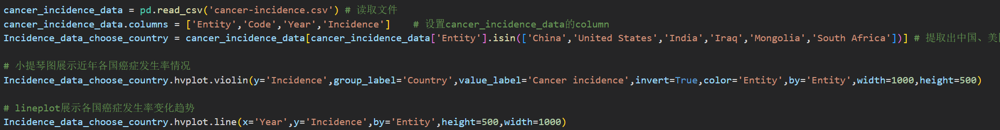 cancer_incidence_data = pd.read_csv('cancer-incidence.csv') # 读取文件
cancer_incidence_data.columns = ['Entity','Code','Year','Incidence']    # 设置cancer_incidence_data的column
Incidence_data_choose_country = cancer_incidence_data[cancer_incidence_data['Entity'].isin(['China','United States','India','Iraq','Mongolia','South Africa'])] # 提取出中国、美
# 小提琴图展示近年各国癌症发生率情况
Incidence_data_choose_country.hvplot.violin(y='Incidence',group_label='Country',value_label='Cancer incidence',invert=True,color='Entity',by='Entity',width=1000,height=500)
# lineplot展示各国癌症发生率变化趋势
Incidence_data_choose_country.hvplot.line(x='Year',y='Incidence',by='Entity',height=500,width=1000)